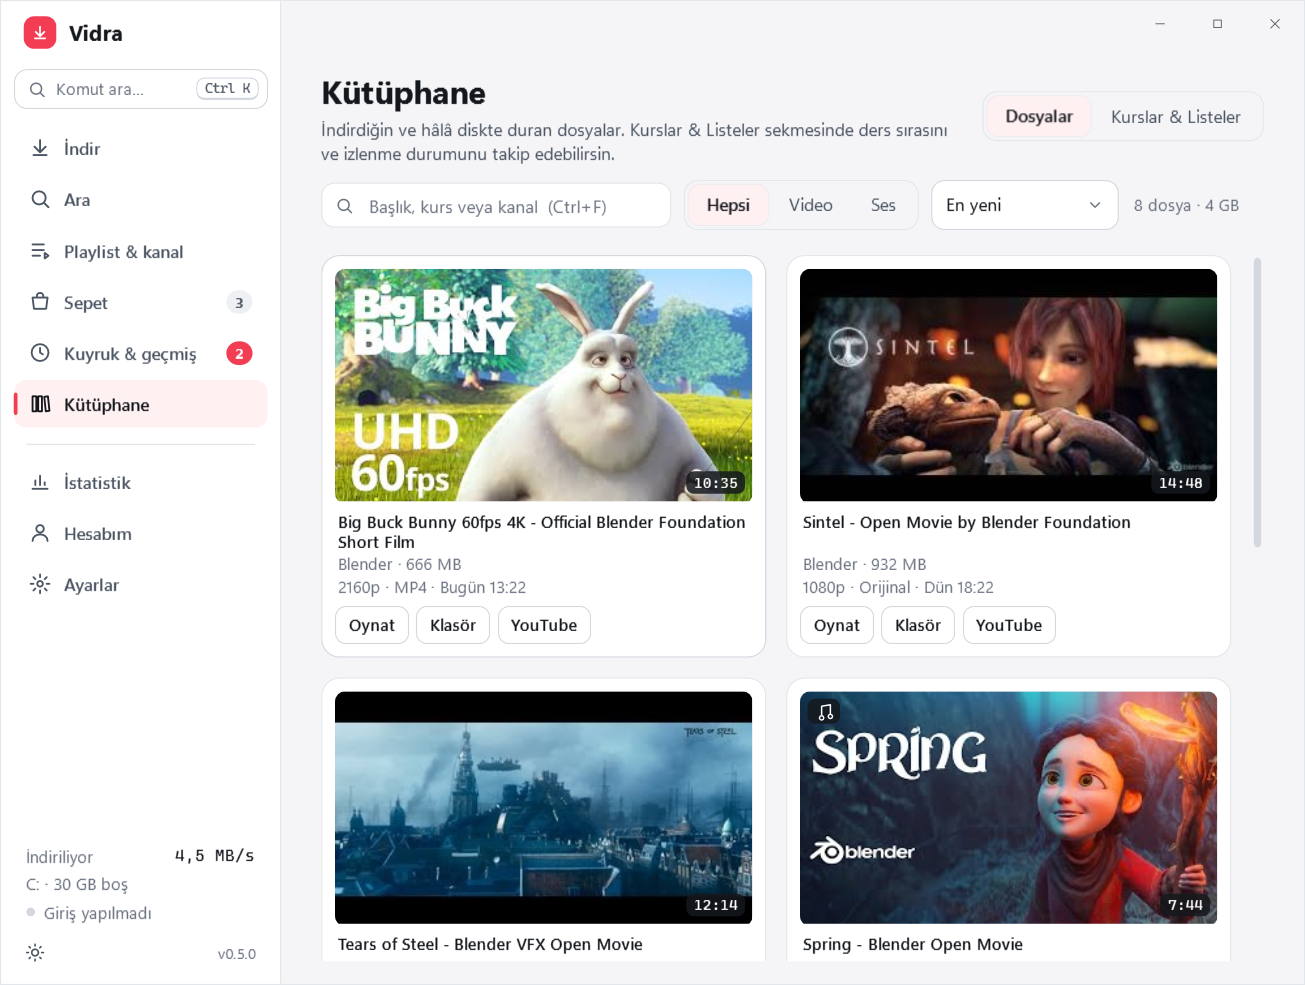 Vidra
Komut ara... Ctrl K
İndir
Ara
Playlist & kanal
Sepet 3
Kuyruk & geçmiş 2
Kütüphane
İstatistik
Hesabım
Ayarlar
İndiriliyor 4,5 MB/s
C: · 30 GB boş
Giriş yapılmadı
v0.5.0
Kütüphane
İndirdiğin ve hâlâ diskte duran dosyalar. Kurslar & Listeler sekmesinde ders sırasını
ve izlenme durumunu takip edebilirsin.
Dosyalar Kurslar & Listeler
Başlık, kurs veya kanal (Ctrl+F)
Hepsi Video Ses
En yeni
8 dosya · 4 GB
Big Buck
BUNNY
UHD
60fps
10:35
Big Buck Bunny 60fps 4K - Official Blender Foundation
Short Film
Blender · 666 MB
2160p · MP4 · Bugün 13:22
Oynat Klasör YouTube
SINTEL
blender
14:48
Sintel - Open Movie by Blender Foundation
Blender · 932 MB
1080p · Orijinal · Dün 18:22
Oynat Klasör YouTube
TEARS OF STEEL
12:14
Tears of Steel - Blender VFX Open Movie
SPRING
blender
7:44
Spring - Blender Open Movie